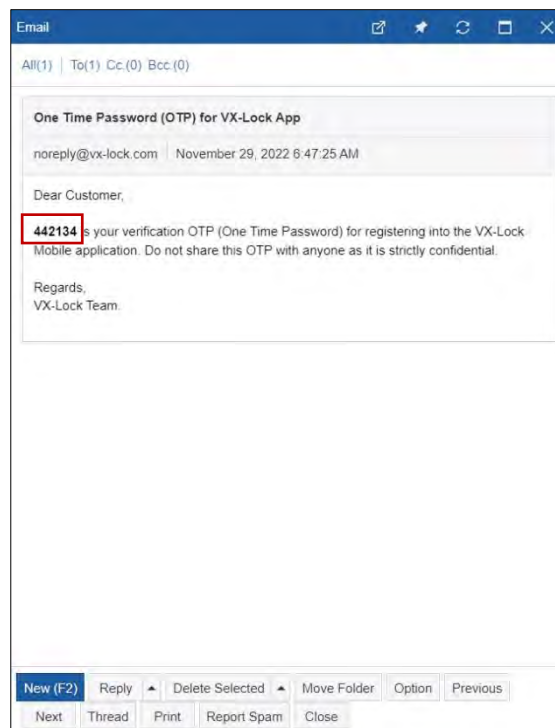 Email
All(1) | To(1) Cc.(0) Bcc.(0)
One Time Password (OTP) for VX-Lock App
noreply@vx-lock.com | November 29, 2022 6:47:25 AM
Dear Customer,
442134 is your verification OTP (One Time Password) for registering into the VX-Lock
Mobile application. Do not share this OTP with anyone as it is strictly confidential.
Regards,
VX-Lock Team.
New (F2) Reply Delete Selected Move Folder Option Previous
Next Thread Print Report Spam Close